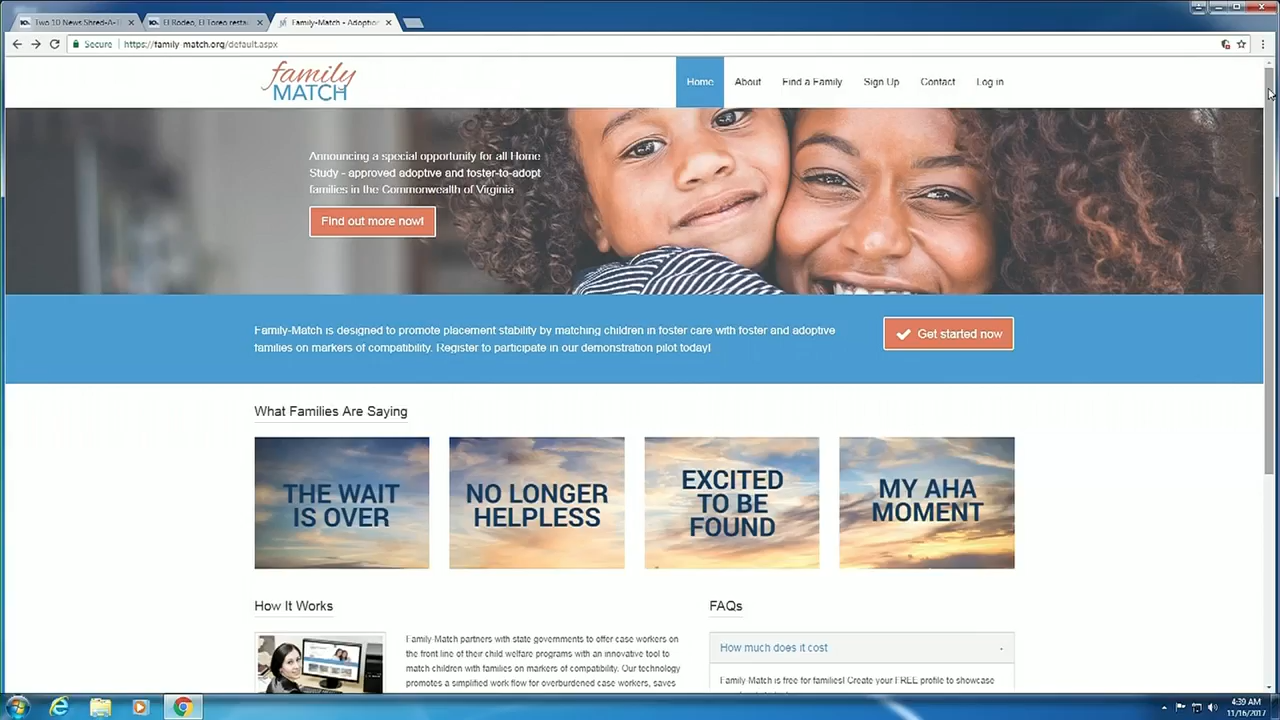 Two 10 News Shred-A-T
El Rodeo, El Toreo restau
Family-Match - Adoption
Secure
https://family-match.org/default.aspx
family
MATCH
Home
About
Find a Family
Sign Up
Contact
Log in
Announcing a special opportunity for all Home
Study - approved adoptive and foster-to-adopt
families in the Commonwealth of Virginia
Find out more now!
Family-Match is designed to promote placement stability by matching children in foster care with foster and adoptive
families on markers of compatibility. Register to participate in our demonstration pilot today!
Get started now
What Families Are Saying
THE WAIT
IS OVER
NO LONGER
HELPLESS
EXCITED
TO BE
FOUND
MY AHA
MOMENT
How It Works
Family-Match partners with state governments to offer case workers on
the front line of their child welfare programs with an innovative tool to
match children with families on markers of compatibility. Our technology
promotes a simplified work flow for overburdened case workers, saves
FAQs
How much does it cost
Family-Match is free for families! Create your FREE profile to showcase
4:39 AM
11/16/2017